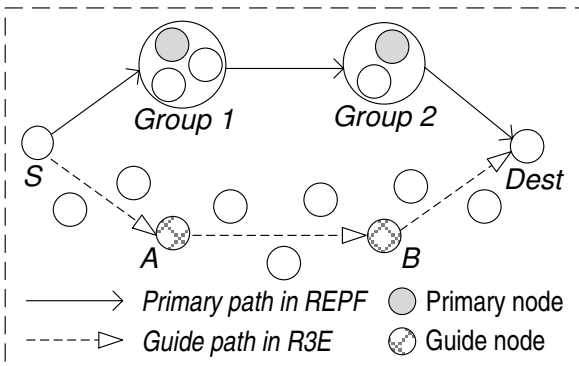 Group 1
Group 2
S
Dest
A
B
Primary path in REPF
Primary node
Guide path in R3E
Guide node